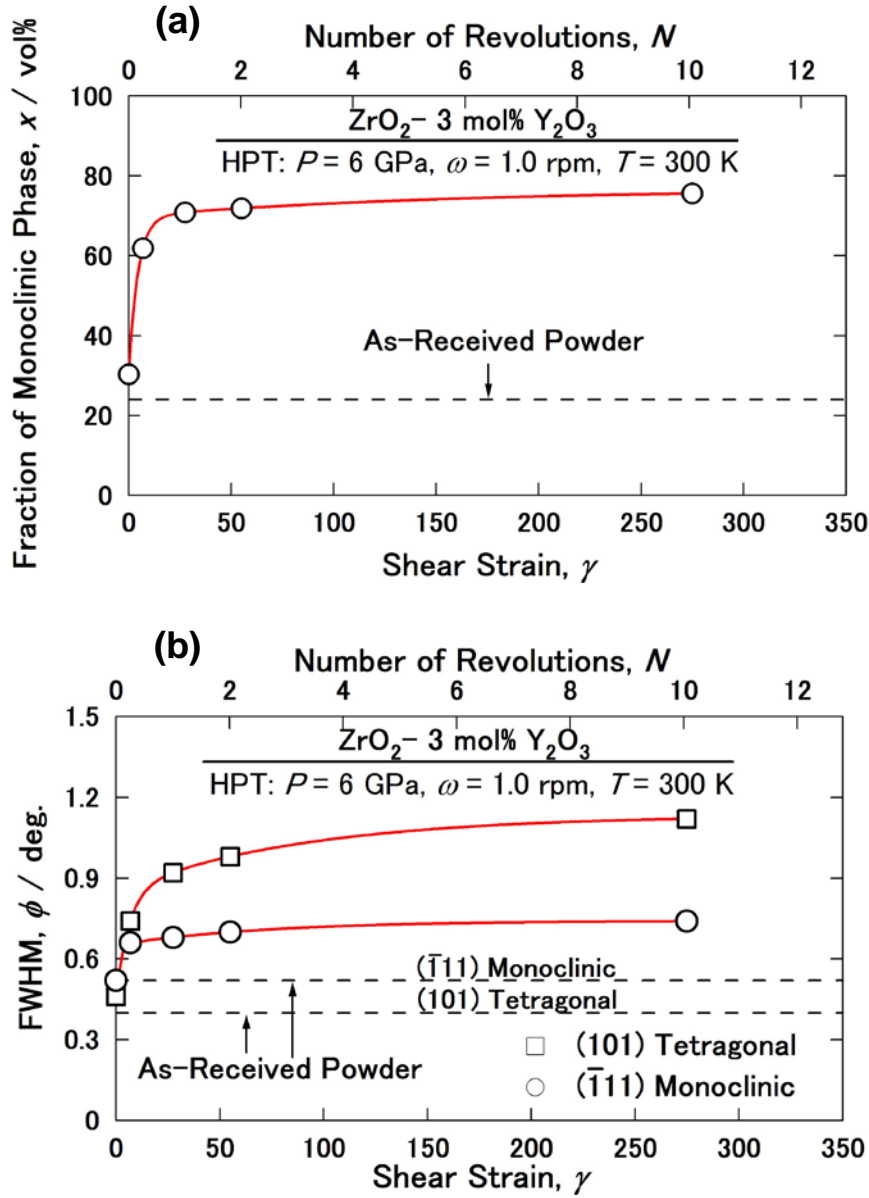 (a)
Number of Revolutions, N
0 2 4 6 8 10 12
100
80
60
40
20
0
Fraction of Monoclinic Phase, x / vol%
ZrO₂− 3 mol% Y₂O₃
HPT: P = 6 GPa, ω = 1.0 rpm, T = 300 K
As-Received Powder
0 50 100 150 200 250 300 350
Shear Strain, γ
(b)
Number of Revolutions, N
0 2 4 6 8 10 12
1.5
1.2
0.9
0.6
0.3
0
FWHM, ϕ / deg.
ZrO₂− 3 mol% Y₂O₃
HPT: P = 6 GPa, ω = 1.0 rpm, T = 300 K
(1̄11) Monoclinic
(101) Tetragonal
As-Received Powder
(101) Tetragonal
(1̄11) Monoclinic
0 50 100 150 200 250 300 350
Shear Strain, γ